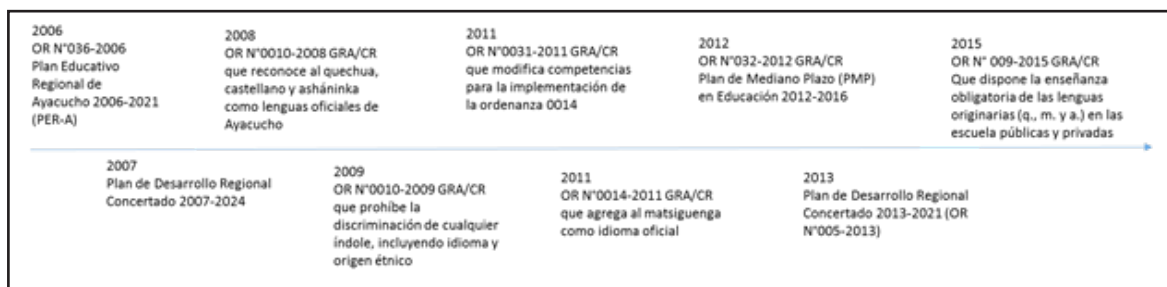 2006
OR N°036-2006
Plan Educativo
Regional de
Ayacucho 2006-2021
(PER-A)
2008
OR N°0010-2008 GRA/CR
que reconoce al quechua,
castellano y asháninka
como lenguas oficiales de
Ayacucho
2011
OR N°0031-2011 GRA/CR
que modifica competencias
para la implementación de
la ordenanza 0014
2012
OR N°032-2012 GRA/CR
Plan de Mediano Plazo (PMP)
en Educación 2012-2016
2015
OR N° 009-2015 GRA/CR
Que dispone la enseñanza
obligatoria de las lenguas
originarias (q., m. y a.) en las
escuela públicas y privadas
2007
Plan de Desarrollo Regional
Concertado 2007-2024
2009
OR N°0010-2009 GRA/CR
que prohíbe la
discriminación de cualquier
índole, incluyendo idioma y
origen étnico
2011
OR N°0014-2011 GRA/CR
que agrega al matsiguenga
como idioma oficial
2013
Plan de Desarrollo Regional
Concertado 2013-2021 (OR
N°005-2013)